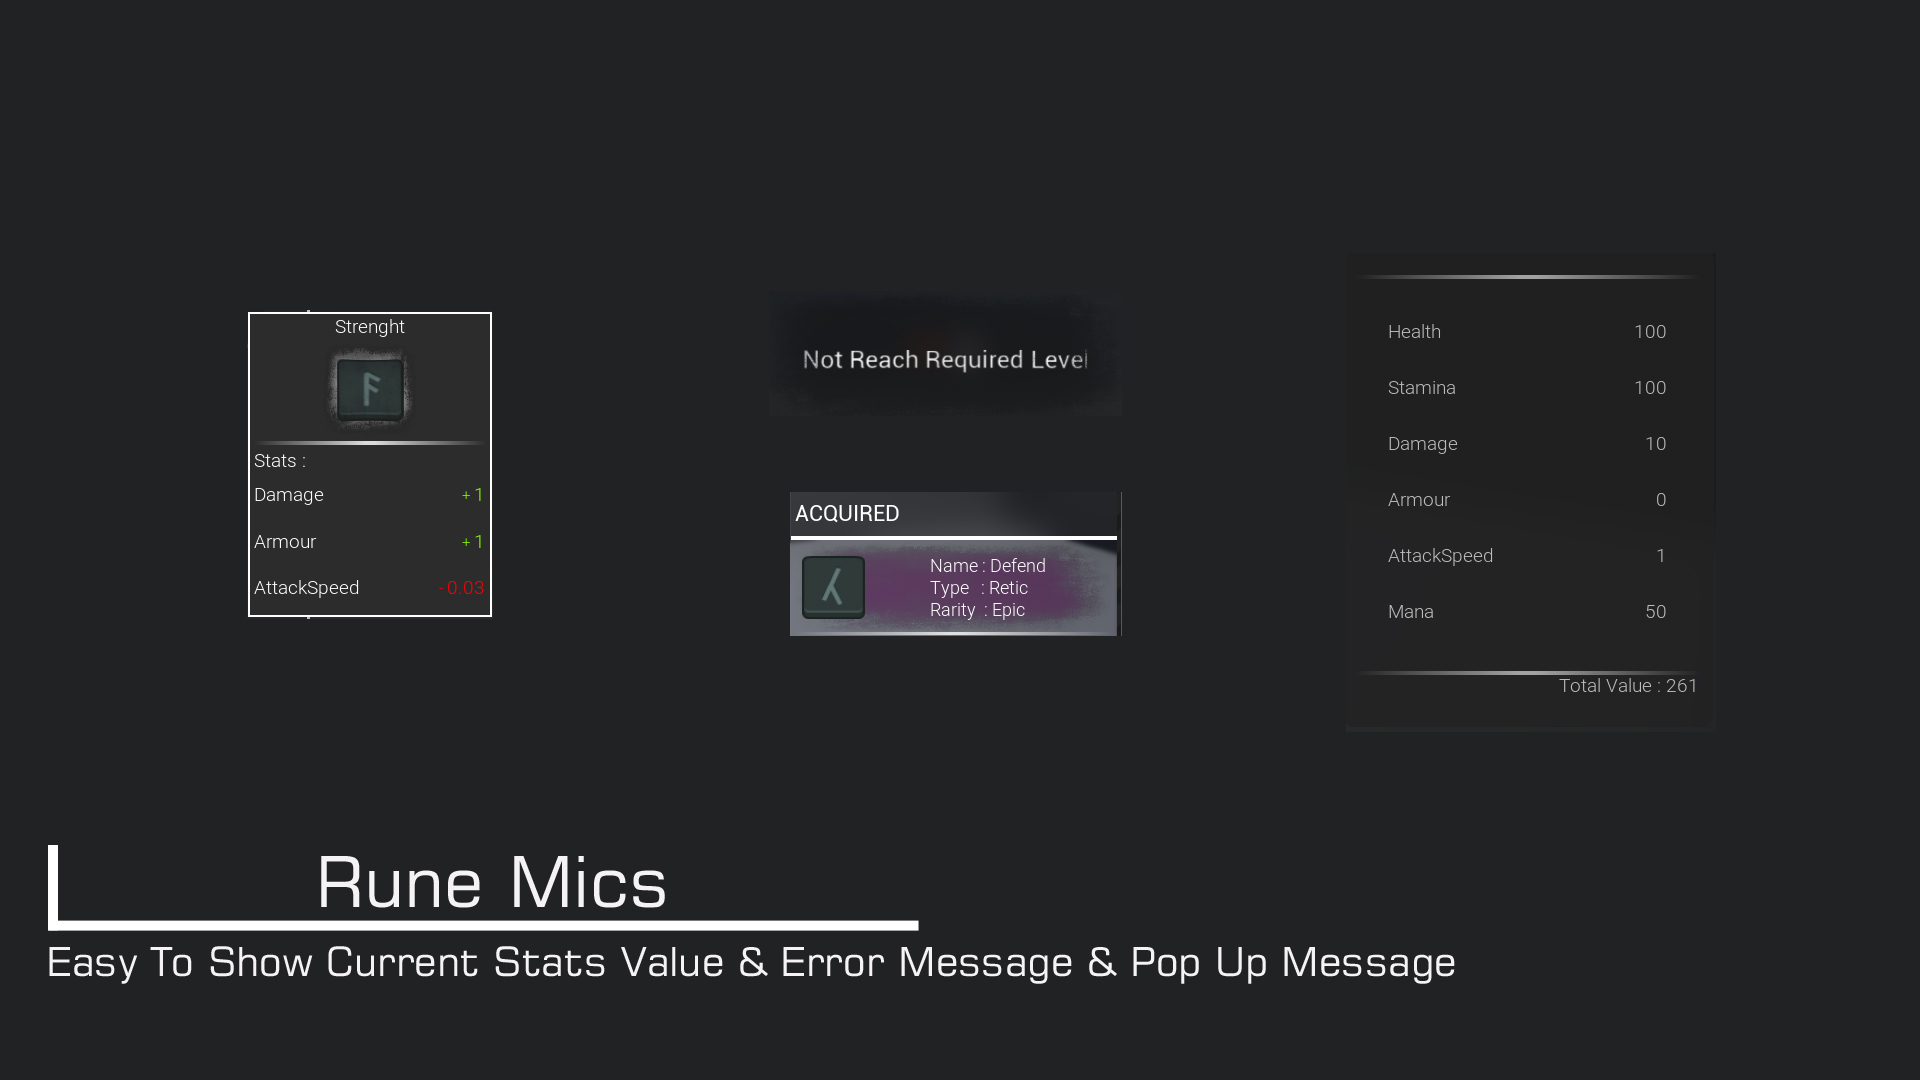 Strenght
Stats :
Damage +1
Armour +1
AttackSpeed -0.03
Not Reach Required Level
ACQUIRED
Name : Defend
Type : Retic
Rarity : Epic
Health 100
Stamina 100
Damage 10
Armour 0
AttackSpeed 1
Mana 50
Total Value : 261
Rune Mics
Easy To Show Current Stats Value & Error Message & Pop Up Message